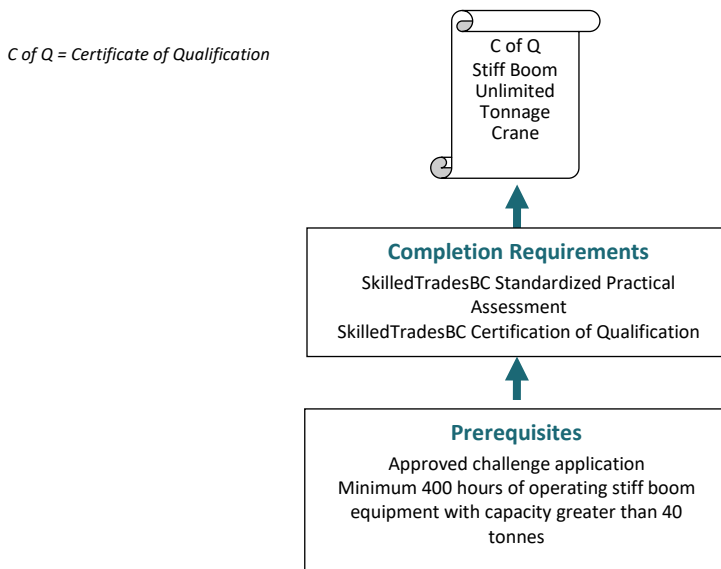 C of Q = Certificate of Qualification
C of Q
Stiff Boom
Unlimited
Tonnage
Crane
Completion Requirements
SkilledTradesBC Standardized Practical
Assessment
SkilledTradesBC Certification of Qualification
Prerequisites
Approved challenge application
Minimum 400 hours of operating stiff boom
equipment with capacity greater than 40
tonnes